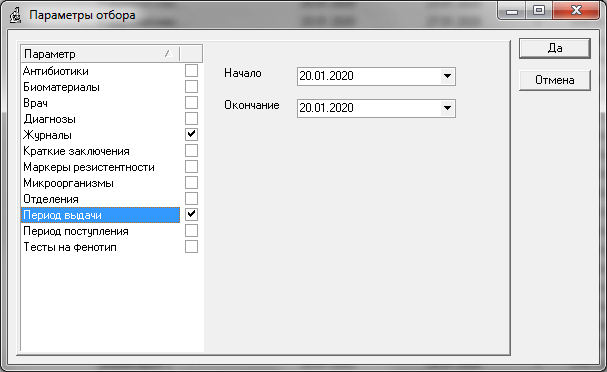 Параметры отбора
Параметр
Антибиотики
Биоматериалы
Врач
Диагнозы
Журналы
Краткие заключения
Маркеры резистентности
Микроорганизмы
Отделения
Период выдачи
Период поступления
Тесты на фенотип
Начало 20.01.2020
Окончание 20.01.2020
Да
Отмена